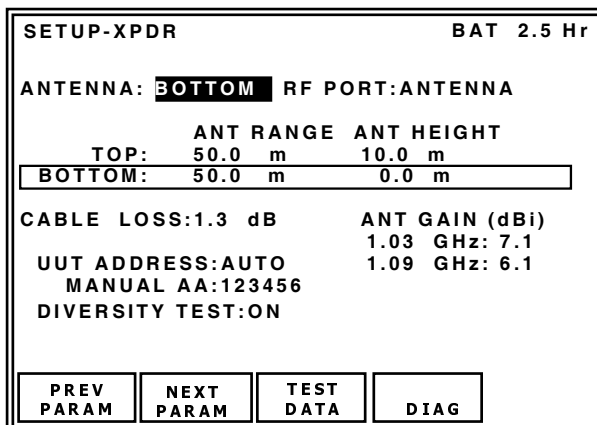 SETUP-XPDR BAT 2.5 Hr
ANTENNA: BOTTOM RF PORT:ANTENNA
ANT RANGE ANT HEIGHT
TOP: 50.0 m 10.0 m
BOTTOM: 50.0 m 0.0 m
CABLE LOSS:1.3 dB ANT GAIN (dBi)
1.03 GHz: 7.1
UUT ADDRESS:AUTO 1.09 GHz: 6.1
MANUAL AA:123456
DIVERSITY TEST:ON
PREV PARAM
NEXT PARAM
TEST DATA
DIAG